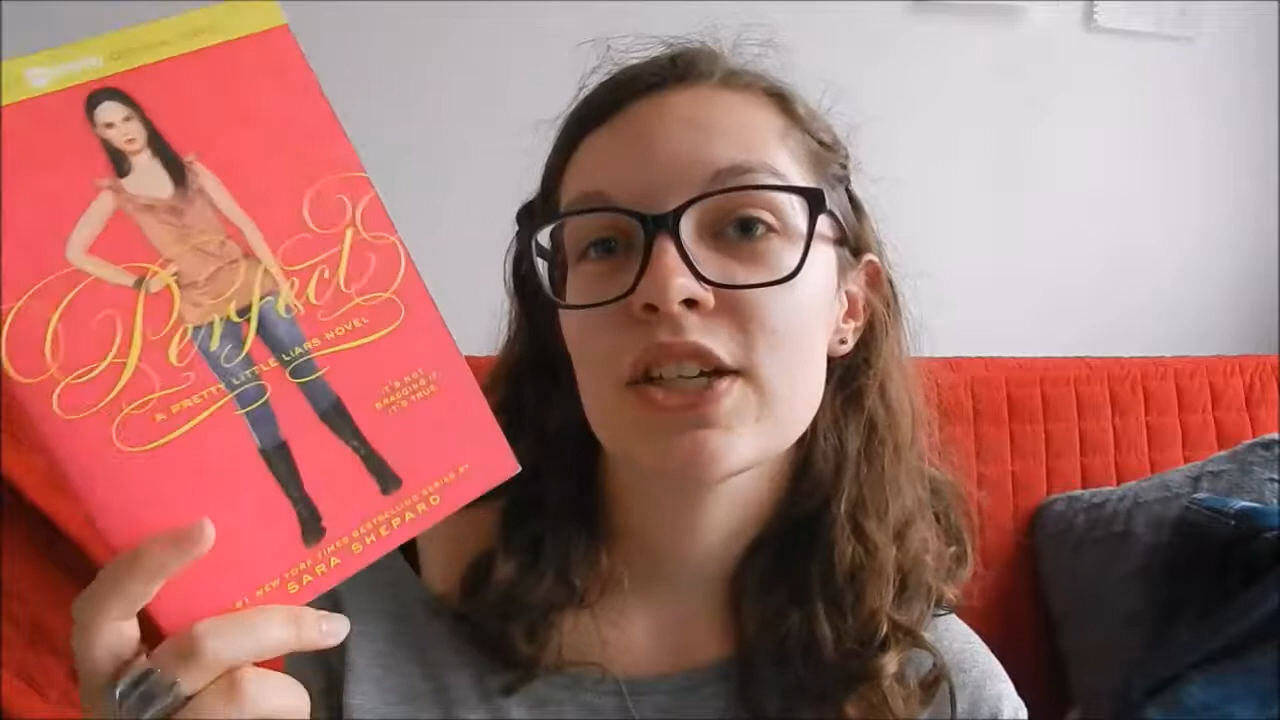 Perfect
A PRETTY LITTLE LIARS NOVEL
IT'S NOT
BRAGGING IF
IT'S TRUE.
#1 NEW YORK TIMES BESTSELLING SERIES BY
SARA SHEPARD